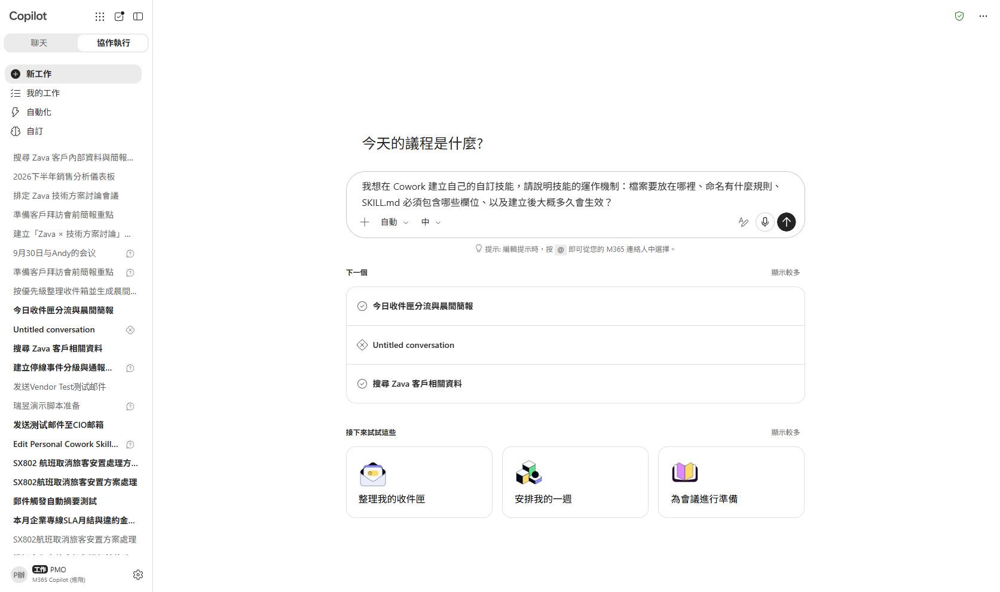 Copilot
聊天
協作執行
新工作
我的工作
自動化
自訂
搜尋 Zava 客戶內部資料與簡報...
2026下半年銷售分析儀表板
排定 Zava 技術方案討論會議
準備客戶拜訪會前簡報重點
建立「Zava × 技術方案討論」...
9月30日与Andy的会议
準備客戶拜訪會前簡報重點
按優先級整理收件箱並生成晨間...
今日收件匣分流與晨間簡報
Untitled conversation
搜尋 Zava 客戶相關資料
建立停線事件分級與通報...
发送Vendor Test测试邮件
瑞昱演示脚本准备
发送测试邮件至CIO邮箱
Edit Personal Cowork Skill...
SX802 航班取消旅客安置處理方...
SX802航班取消旅客安置方案處理
郵件觸發自動摘要測試
本月企業專線SLA月結與違約金...
SX802航班取消旅客安置方案處理
P辦
工作 PMO
M365 Copilot (進階)
今天的議程是什麼?
我想在 Cowork 建立自己的自訂技能，請說明技能的運作機制：檔案要放在哪裡、命名有什麼規則、
SKILL.md 必須包含哪些欄位、以及建立後大概多久會生效？
自動
中
提示: 編輯提示時，按 @ 即可從您的 M365 連絡人中選擇。
下一個
顯示較多
今日收件匣分流與晨間簡報
Untitled conversation
搜尋 Zava 客戶相關資料
接下來試試這些
顯示較多
整理我的收件匣
安排我的一週
為會議進行準備